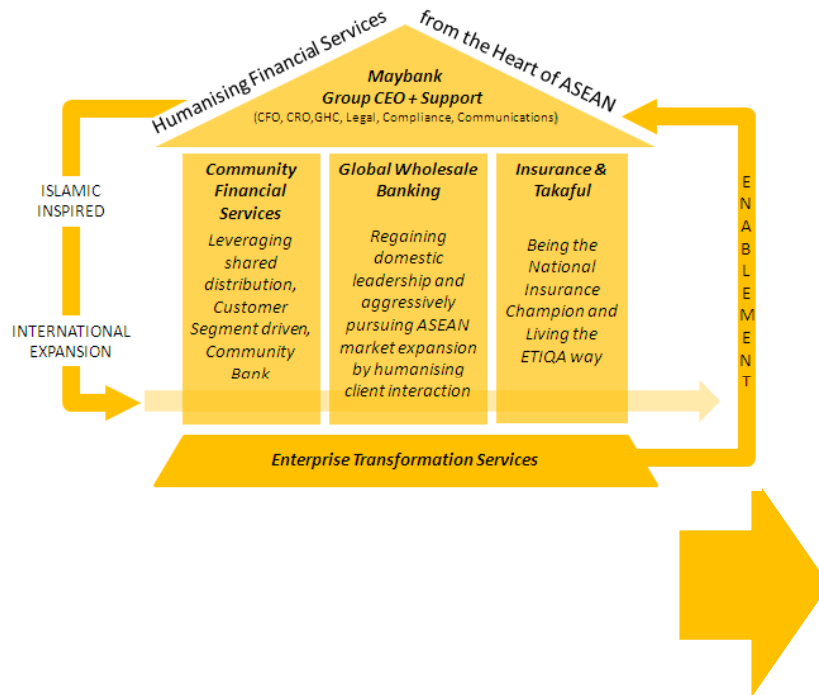 Humanising Financial Services
from the Heart of ASEAN
Maybank
Group CEO + Support
(CFO, CRO,GHC, Legal, Compliance, Communications)
ISLAMIC
INSPIRED
INTERNATIONAL
EXPANSION
Community
Financial
Services
Leveraging
shared
distribution,
Customer
Segment driven,
Community
Bank
Global Wholesale
Banking
Regaining
domestic
leadership and
aggressively
pursuing ASEAN
market expansion
by humanising
client interaction
Insurance &
Takaful
Being the
National
Insurance
Champion and
Living the
ETIQA way
ENABLEMENT
Enterprise Transformation Services